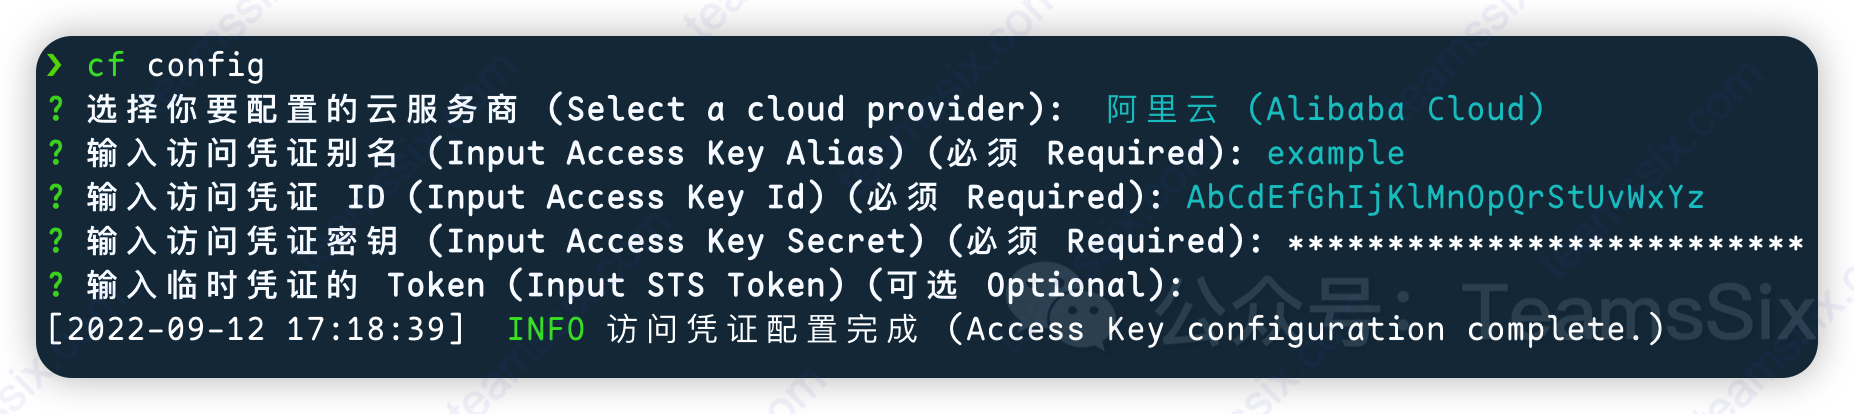 ❯ cf config
? 选择你要配置的云服务商 (Select a cloud provider):  阿里云 (Alibaba Cloud)
? 输入访问凭证别名 (Input Access Key Alias) (必须 Required): example
? 输入访问凭证 ID (Input Access Key Id) (必须 Required): AbCdEfGhIjKlMnOpQrStUvWxYz
? 输入访问凭证密钥 (Input Access Key Secret) (必须 Required): **************************
? 输入临时凭证的 Token (Input STS Token) (可选 Optional):
[2022-09-12 17:18:39]  INFO 访问凭证配置完成 (Access Key configuration complete.)
公众号：TeamsSix
teamssix.com